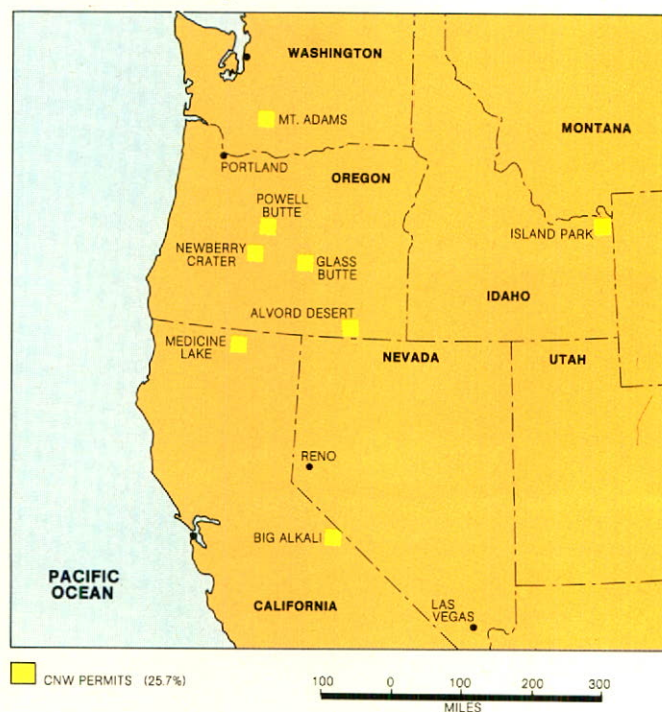 WASHINGTON
MT. ADAMS
MONTANA
PORTLAND
OREGON
POWELL
BUTTE
ISLAND PARK
NEWBERRY
CRATER
GLASS
BUTTE
IDAHO
ALVORD DESERT
MEDICINE
LAKE
NEVADA
UTAH
RENO
BIG ALKALI
PACIFIC
OCEAN
CALIFORNIA
LAS
VEGAS
CNW PERMITS (25.7%)
100 0 100 200 300
MILES